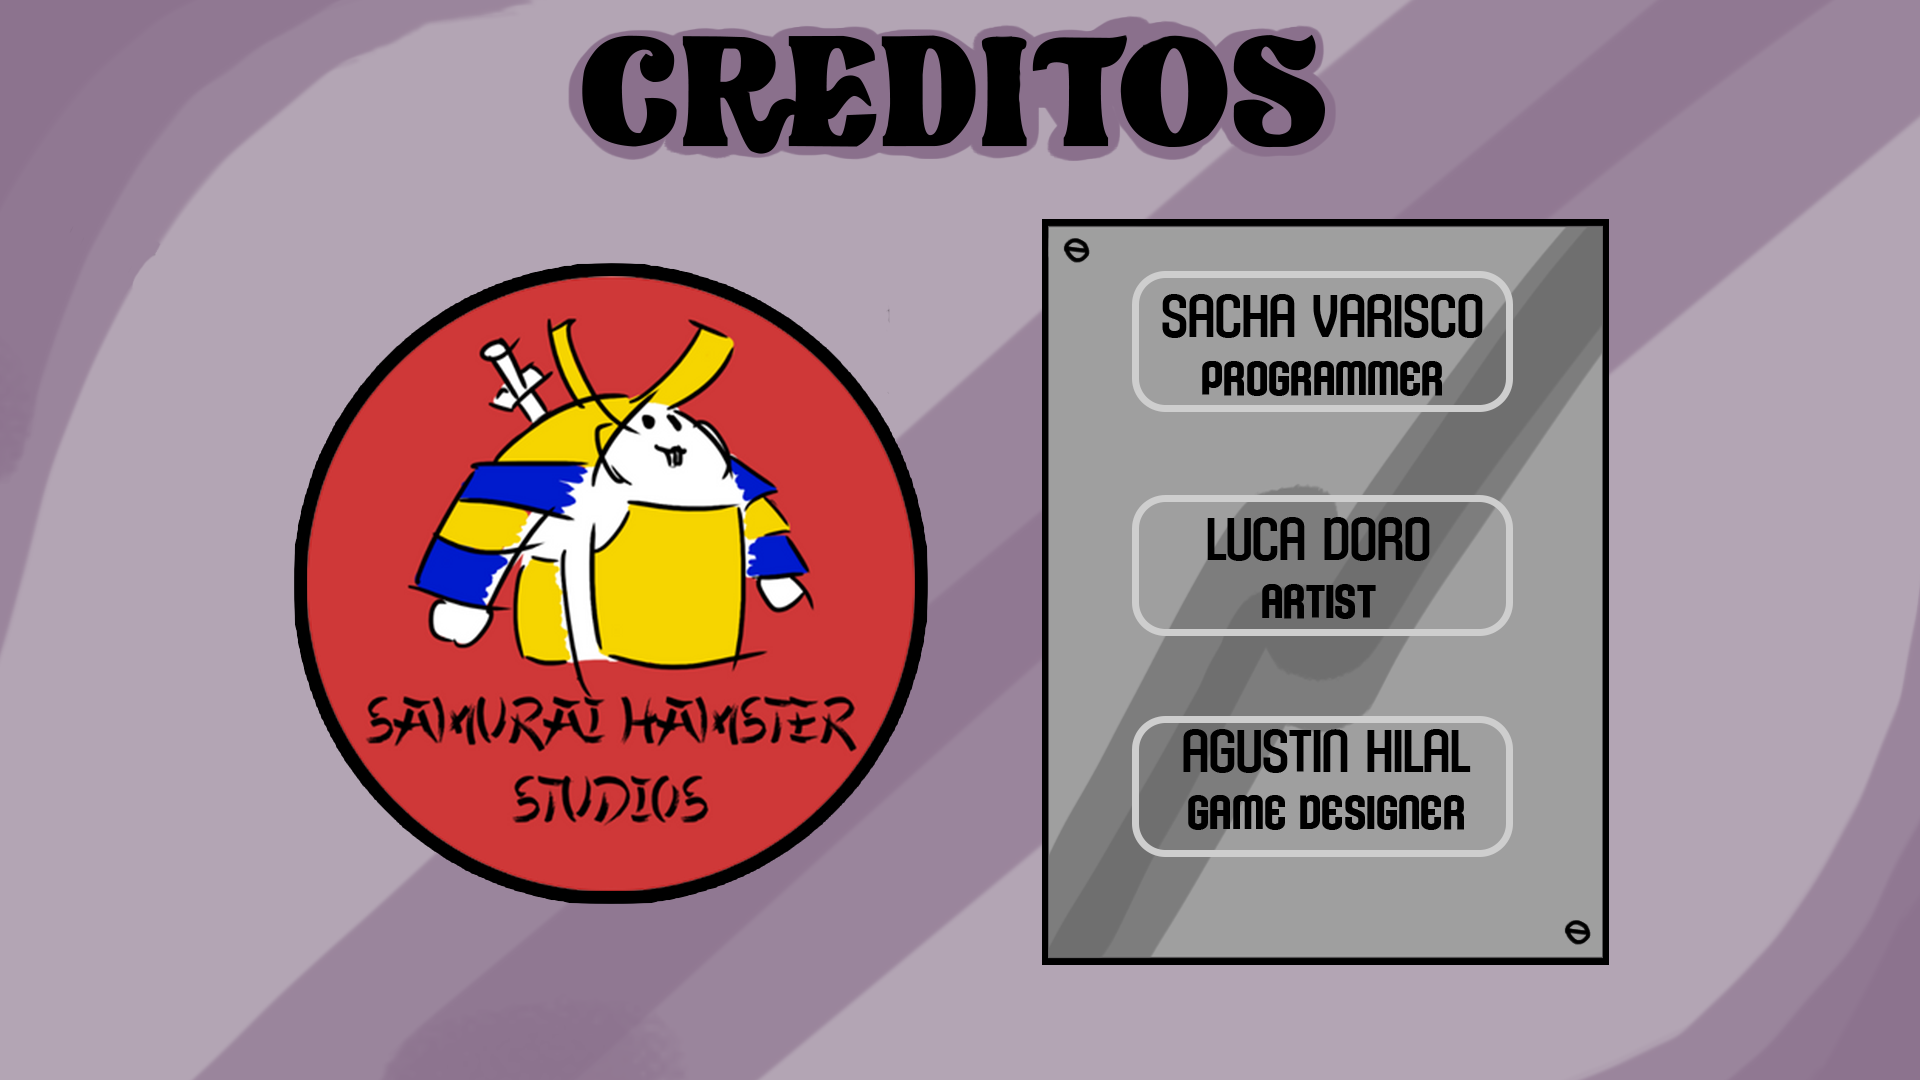 CREDITOS
SAMURAI HAMSTER
STUDIOS
SACHA VARISCO
PROGRAMMER
LUCA DORO
ARTIST
AGUSTIN HILAL
GAME DESIGNER